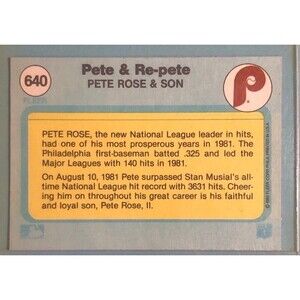 640
FLEER
Pete & Re-pete
PETE ROSE & SON
P
PETE ROSE, the new National League leader in hits,
had one of his most prosperous years in 1981. The
Philadelphia first-baseman batted .325 and led the
Major Leagues with 140 hits in 1981.
On August 10, 1981 Pete surpassed Stan Musial's all-
time National League hit record with 3631 hits. Cheer-
ing him on throughout his great career is his faithful
and loyal son, Pete Rose, II.